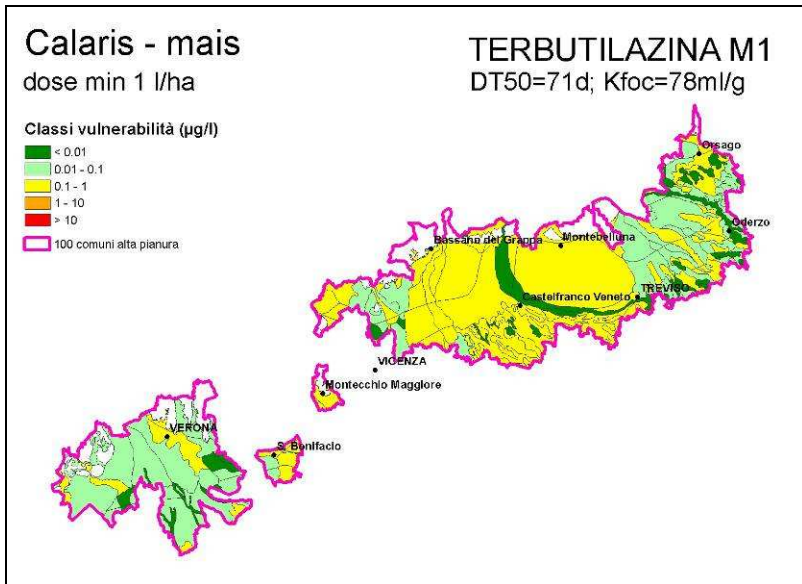 Calaris - mais
dose min 1 l/ha
TERBUTILAZINA M1
DT50=71d; Kfoc=78ml/g
Classi vulnerabilità (µg/l)
< 0.01
0.01 - 0.1
0.1 - 1
1 - 10
> 10
100 comuni alta pianura
Orsago
Oderzo
Bassano del Grappa
Montebelluna
Castelfranco Veneto
TREVISO
VICENZA
Montecchio Maggiore
VERONA
S. Bonifacio